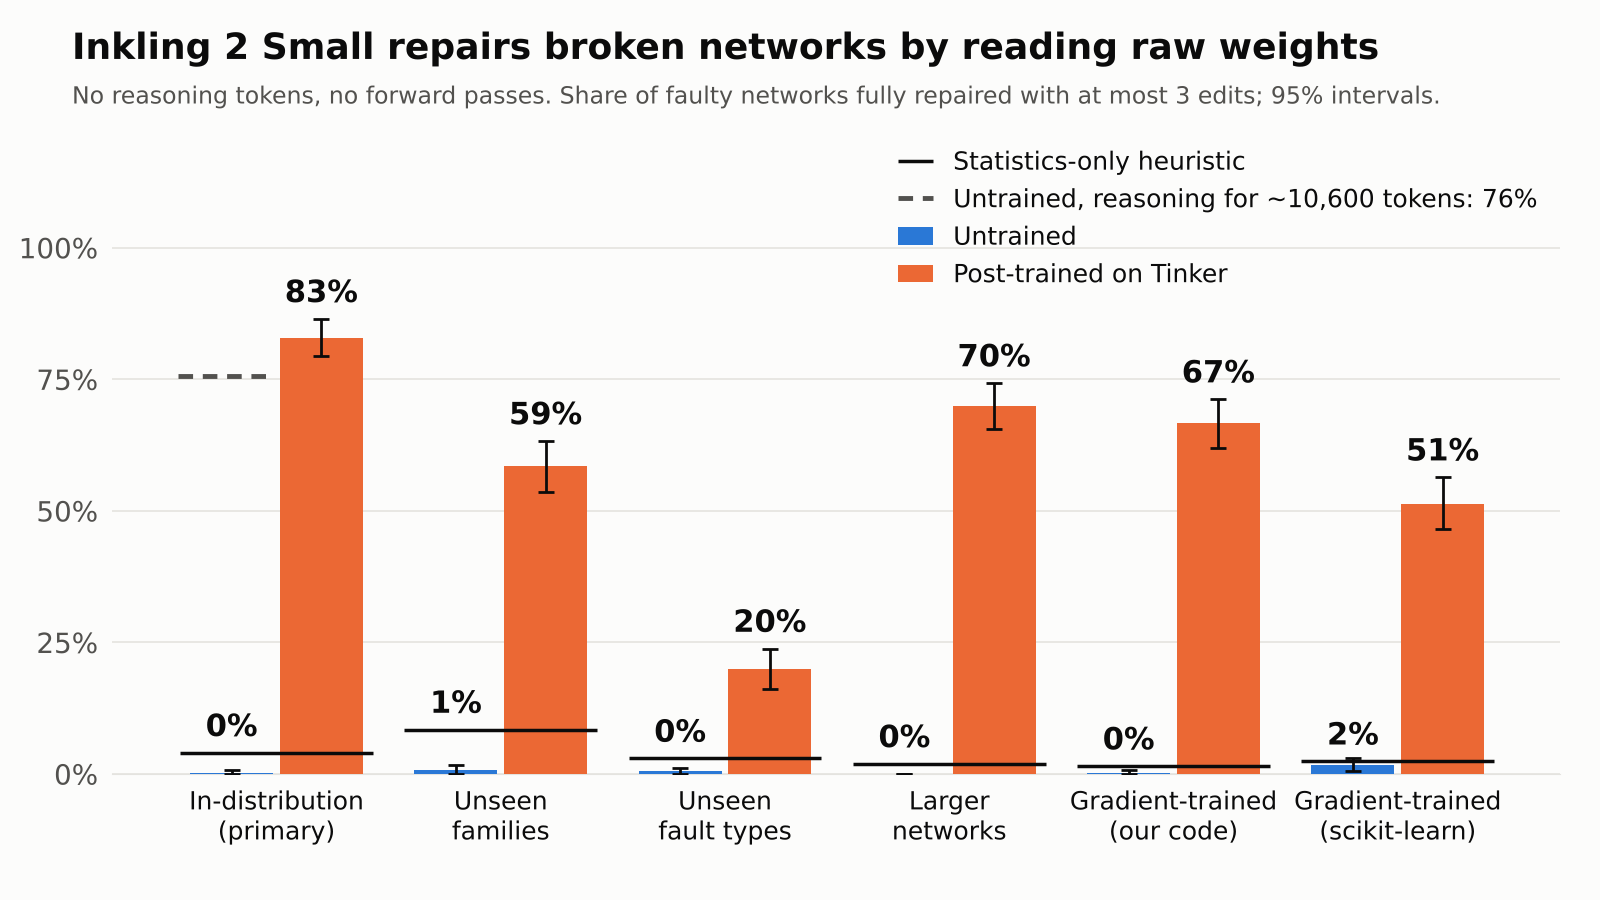 Inkling 2 Small repairs broken networks by reading raw weights
No reasoning tokens, no forward passes. Share of faulty networks fully repaired with at most 3 edits; 95% intervals.
Statistics-only heuristic
Untrained, reasoning for ~10,600 tokens: 76%
Untrained
Post-trained on Tinker
100%
75%
50%
25%
0%
0%
83%
1%
59%
0%
20%
0%
70%
0%
67%
2%
51%
In-distribution
(primary)
Unseen
families
Unseen
fault types
Larger
networks
Gradient-trained
(our code)
Gradient-trained
(scikit-learn)